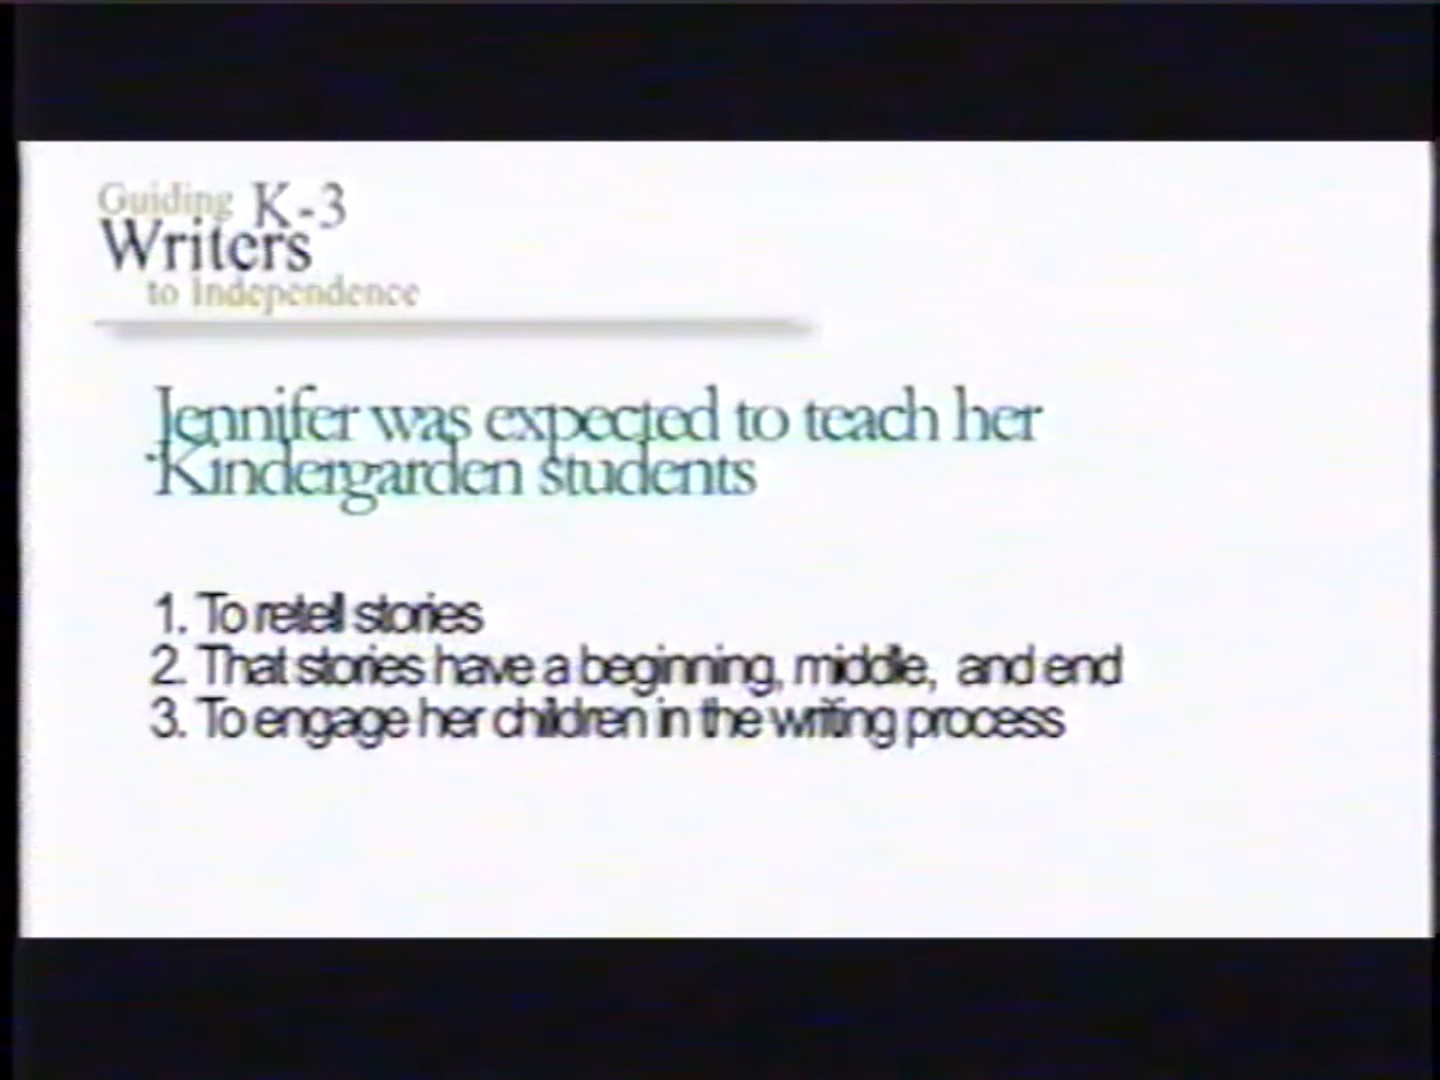 Guiding K-3
Writers
to Independence
Jennifer was expected to teach her
Kindergarden students
1. To retell stories
2. That stories have a beginning, middle, and end
3. To engage her children in the writing process